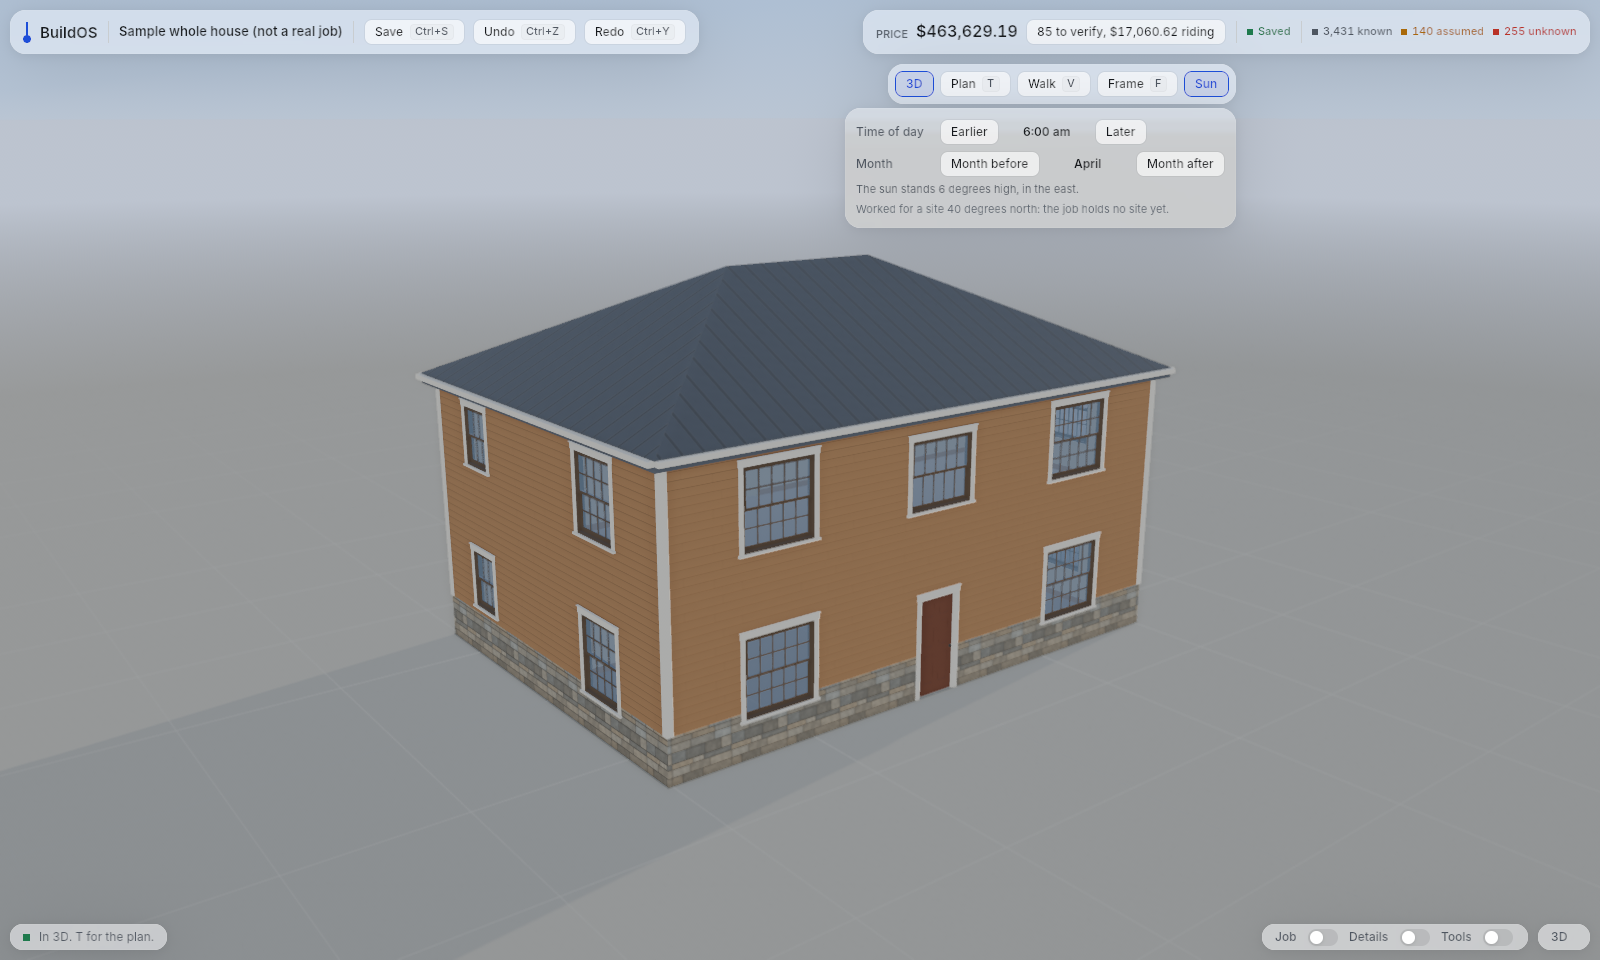 BuildOS Sample whole house (not a real job) Save Ctrl+S Undo Ctrl+Z Redo Ctrl+Y
PRICE $463,629.19 85 to verify, $17,060.62 riding Saved 3,431 known 140 assumed 255 unknown
3D Plan T Walk V Frame F Sun
Time of day Earlier 6:00 am Later
Month Month before April Month after
The sun stands 6 degrees high, in the east.
Worked for a site 40 degrees north: the job holds no site yet.
In 3D. T for the plan.
Job Details Tools 3D